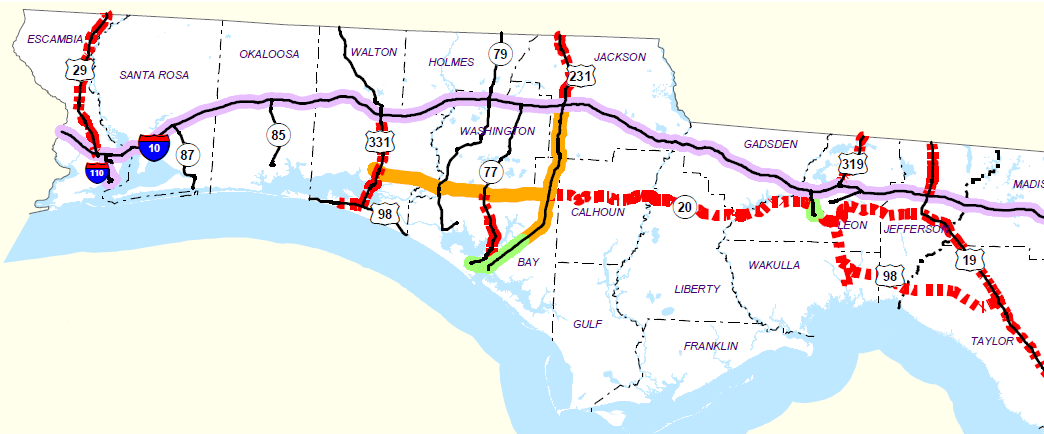 ESCAMBIA
29
SANTA ROSA
OKALOOSA
WALTON
HOLMES
79
JACKSON
231
WASHINGTON
10
110
87
85
331
77
98
BAY
CALHOUN
20
GADSDEN
319
LEON
JEFFERSON
MADIS
WAKULLA
98
19
LIBERTY
GULF
FRANKLIN
TAYLOR